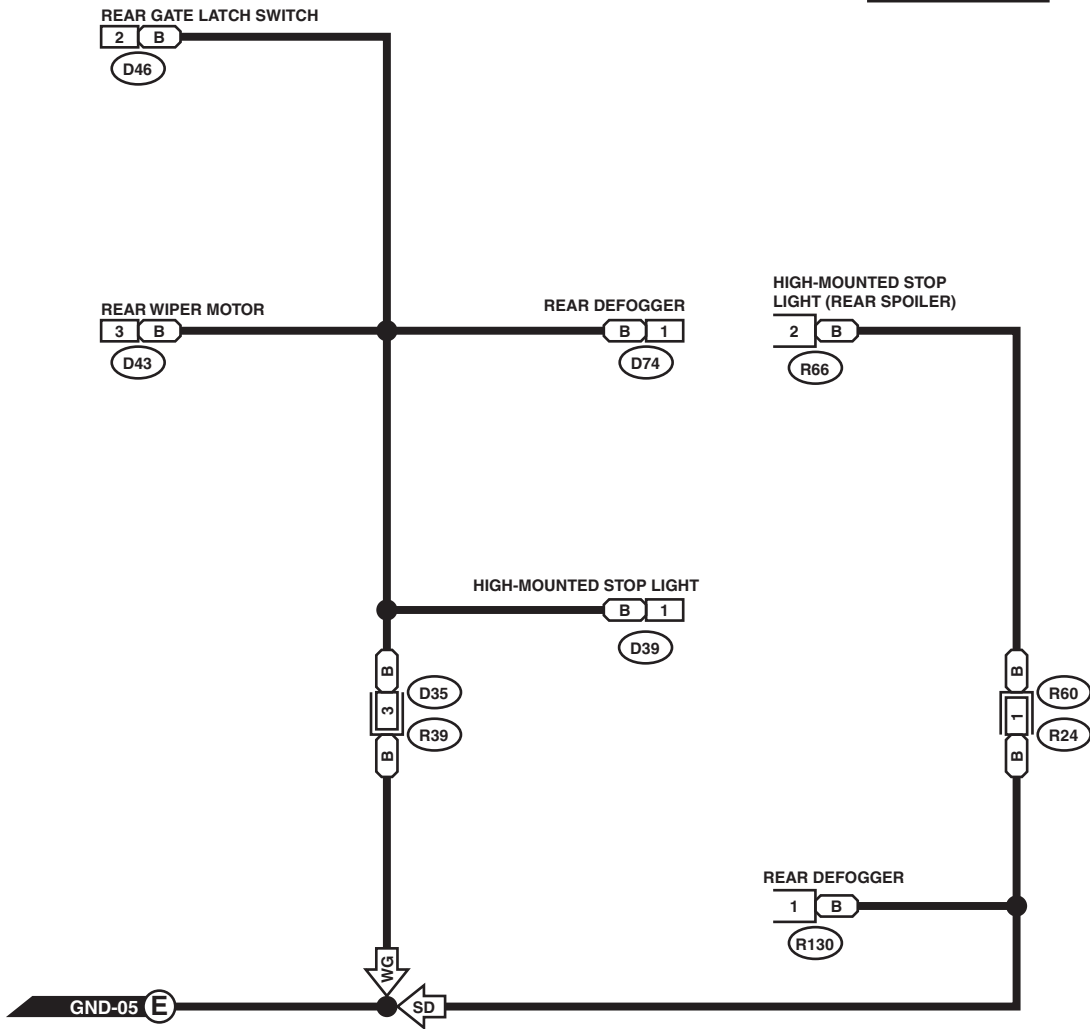 REAR GATE LATCH SWITCH
2 B
D46
REAR WIPER MOTOR
3 B
D43
REAR DEFOGGER
B 1
D74
HIGH-MOUNTED STOP
LIGHT (REAR SPOILER)
2 B
R66
HIGH-MOUNTED STOP LIGHT
B 1
D39
B
D35
3
R39
B
B
R60
1
R24
B
REAR DEFOGGER
1 B
R130
WG
GND-05 E
SD